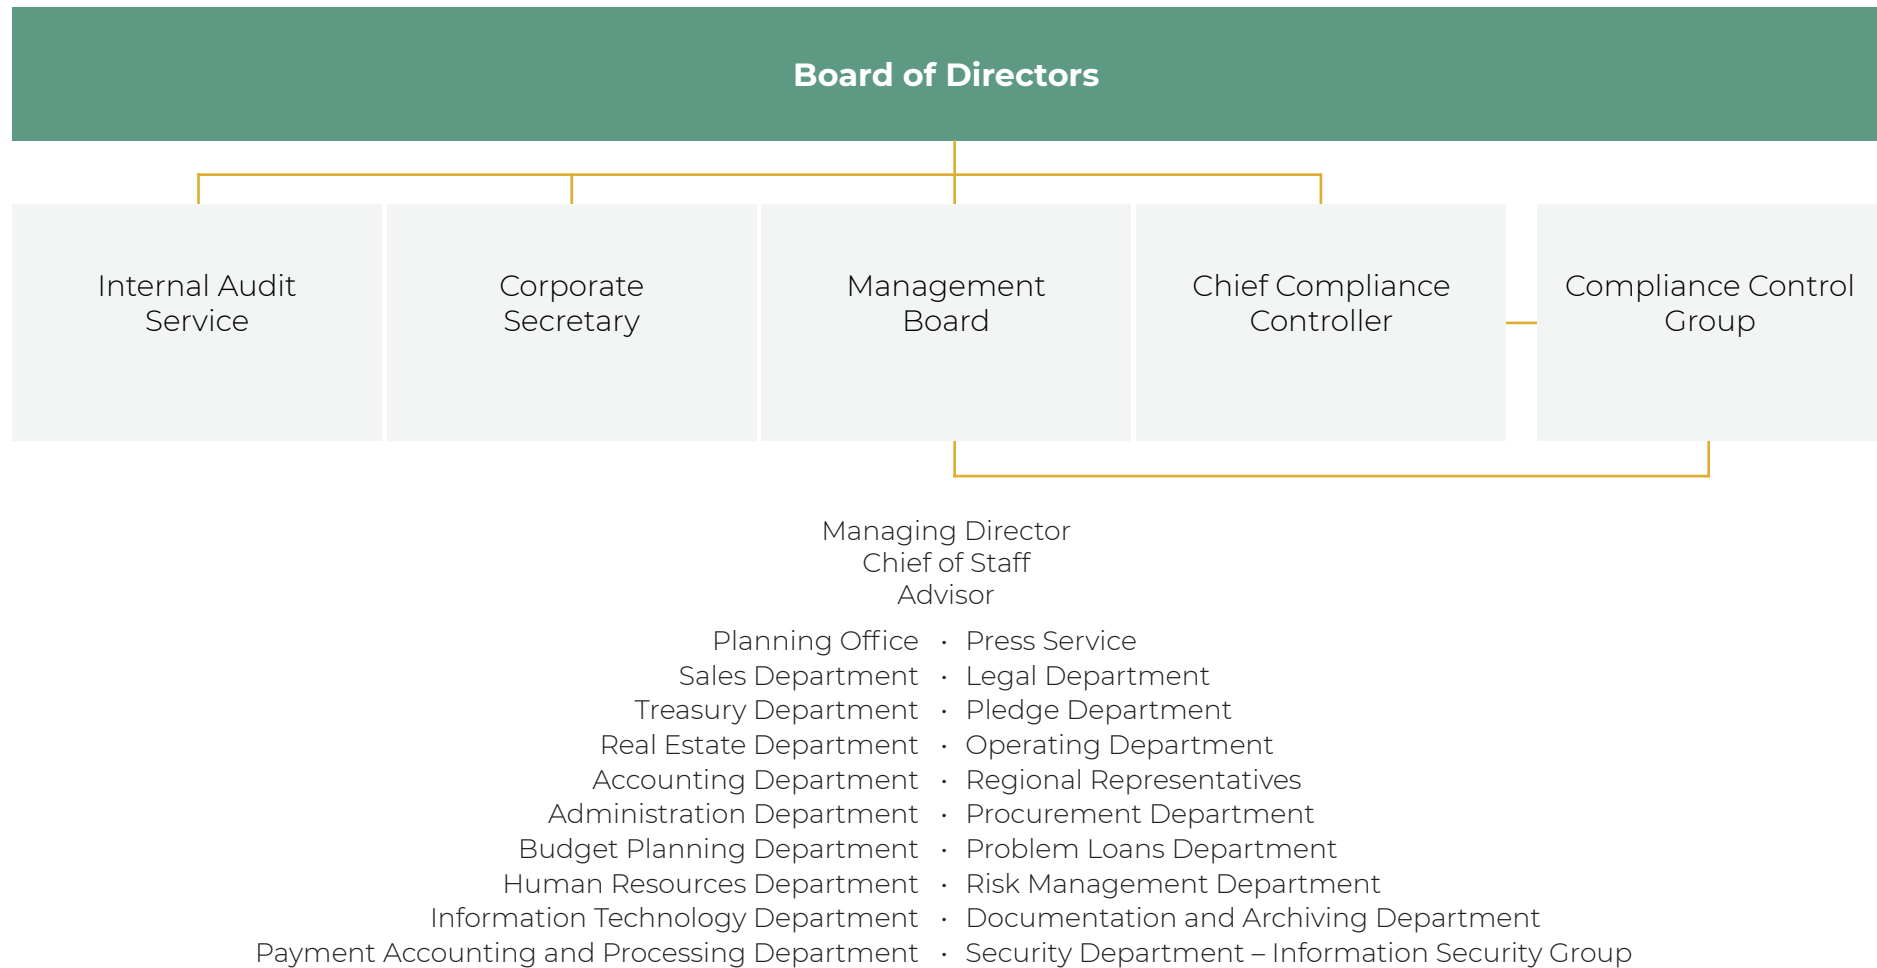 Board of Directors
Internal Audit
Service
Corporate
Secretary
Management
Board
Chief Compliance
Controller
Compliance Control
Group
Managing Director
Chief of Staff
Advisor
Planning Office · Press Service
Sales Department · Legal Department
Treasury Department · Pledge Department
Real Estate Department · Operating Department
Accounting Department · Regional Representatives
Administration Department · Procurement Department
Budget Planning Department · Problem Loans Department
Human Resources Department · Risk Management Department
Information Technology Department · Documentation and Archiving Department
Payment Accounting and Processing Department · Security Department – Information Security Group